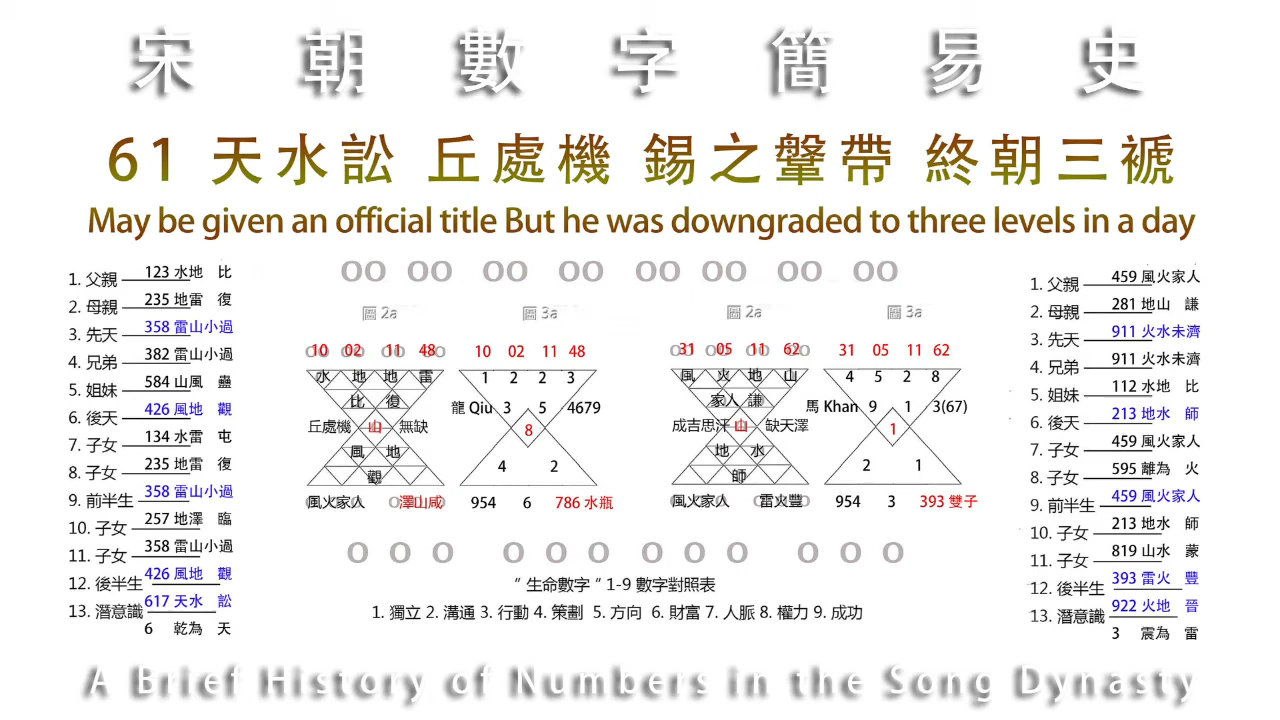 宋朝數字簡易史
61 天水訟 丘處機 錫之鞶帶 終朝三褫
May be given an official title But he was downgraded to three levels in a day
OO OO OO OO OO OO OO OO
1. 父親 123 水地 比
2. 母親 235 地雷 復
3. 先天 358 雷山小過
4. 兄弟 382 雷山小過
5. 姐妹 584 山風 蠱
6. 後天 426 風地 觀
7. 子女 134 水雷 屯
8. 子女 235 地雷 復
9. 前半生 358 雷山小過
10. 子女 257 地澤 臨
11. 子女 358 雷山小過
12. 後半生 426 風地 觀
13. 潛意識 617 天水 訟
6 乾為 天
圖 2a
10 02 11 48
水 地 地 雷
比 復
丘處機 山 無缺
風 地
觀
風火家人 澤山咸
圖 3a
10 02 11 48
1 2 2 3
龍 Qiu 3 5 4679
8
4 2
954 6 786 水瓶
圖 2a
31 05 11 62
風 火 地 山
家人 謙
成吉思汗 山 缺天澤
地 水
師
風火家人 雷火豐
圖 3a
31 05 11 62
4 5 2 8
馬 Khan 9 1 3(67)
1
2 1
954 3 393 雙子
1. 父親 459 風火家人
2. 母親 281 地山 謙
3. 先天 911 火水未濟
4. 兄弟 911 火水未濟
5. 姐妹 112 水地 比
6. 後天 213 地水 師
7. 子女 459 風火家人
8. 子女 595 離為 火
9. 前半生 459 風火家人
10. 子女 213 地水 師
11. 子女 819 山水 蒙
12. 後半生 393 雷火 豐
13. 潛意識 922 火地 晉
3 震為 雷
O O O O O O O O O O O O
" 生命數字 " 1-9 數字對照表
1. 獨立 2. 溝通 3. 行動 4. 策劃 5. 方向 6. 財富 7. 人脈 8. 權力 9. 成功
A Brief History of Numbers in the Song Dynasty